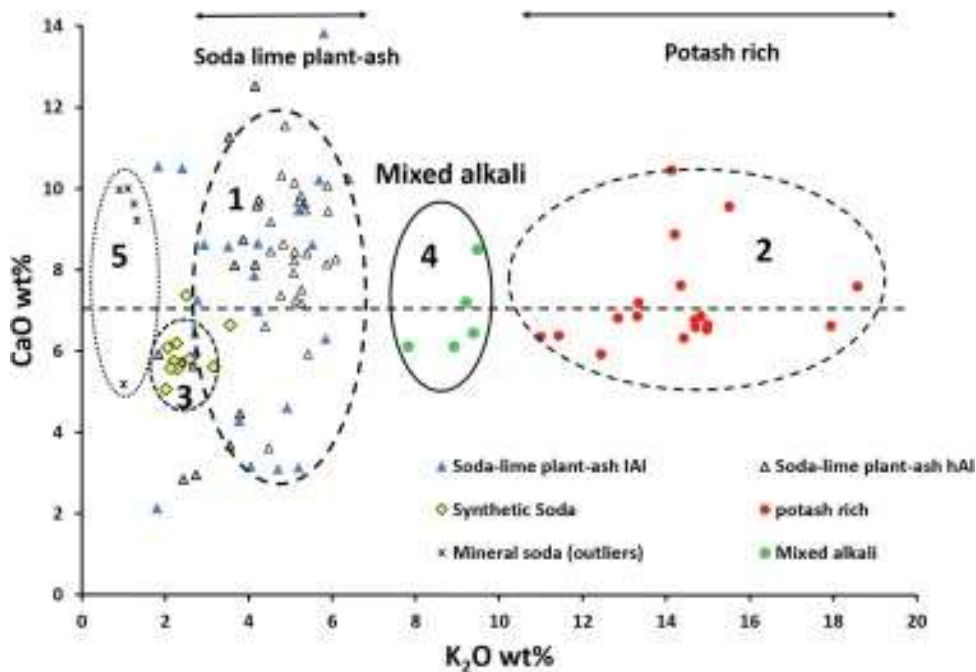 14
12
10
8
6
4
2
0
CaO wt%
Soda lime plant-ash
Potash rich
Mixed alkali
1
2
3
4
5
Soda-lime plant-ash lAl
Soda-lime plant-ash hAl
Synthetic Soda
potash rich
Mineral soda (outliers)
Mixed alkali
0 2 4 6 8 10 12 14 16 18 20
K₂O wt%